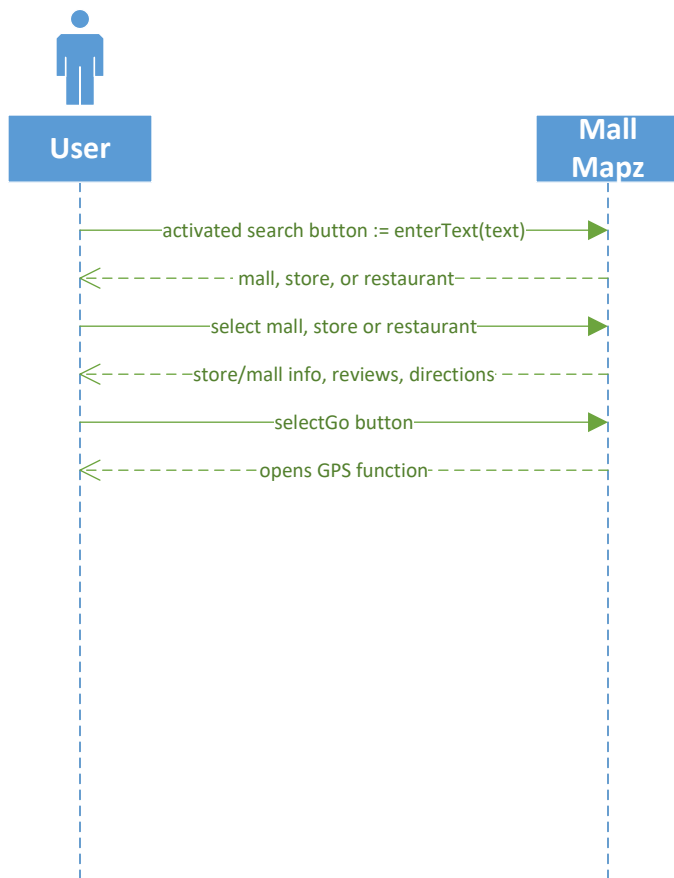 User
Mall
Mapz
activated search button := enterText(text)
mall, store, or restaurant
select mall, store or restaurant
store/mall info, reviews, directions
selectGo button
opens GPS function